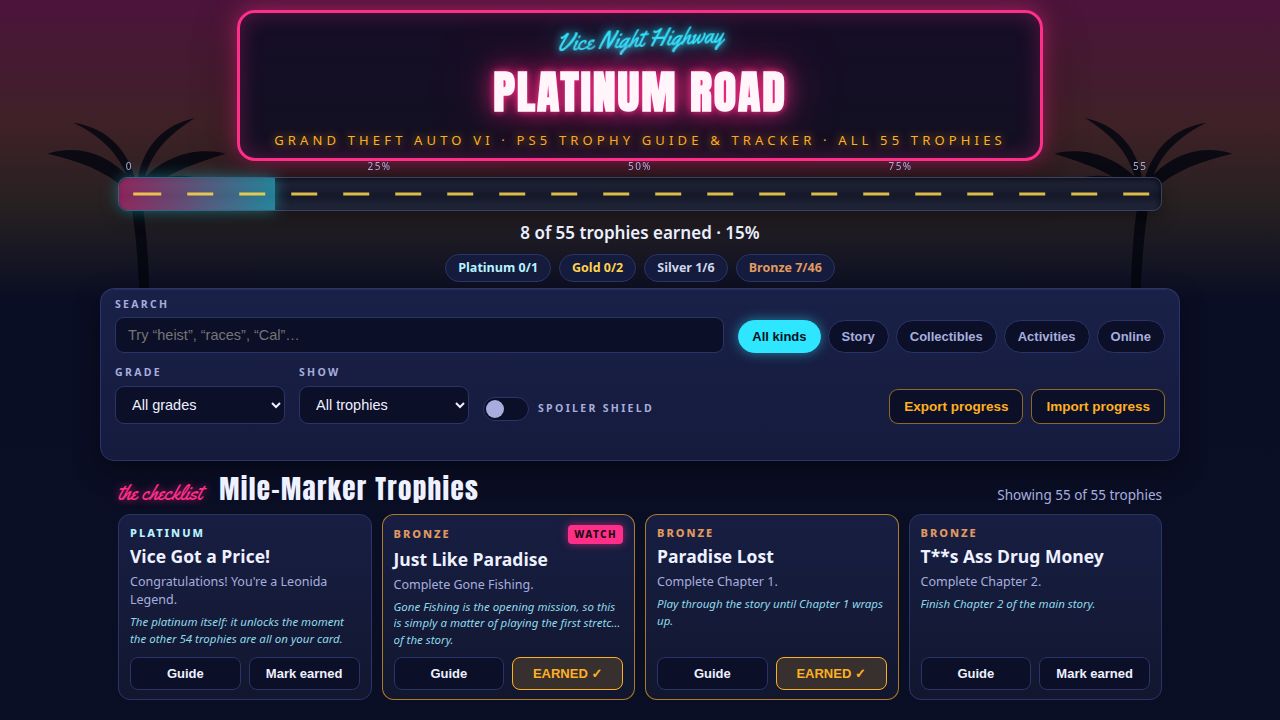 Vice Night Highway
PLATINUM ROAD
GRAND THEFT AUTO VI · PS5 TROPHY GUIDE & TRACKER · ALL 55 TROPHIES
0 25% 50% 75% 55
8 of 55 trophies earned · 15%
Platinum 0/1 Gold 0/2 Silver 1/6 Bronze 7/46
SEARCH
Try “heist”, “races”, “Cal”…
All kinds Story Collectibles Activities Online
GRADE SHOW
All grades All trophies SPOILER SHIELD Export progress Import progress
the checklist Mile-Marker Trophies Showing 55 of 55 trophies
PLATINUM
Vice Got a Price!
Congratulations! You're a Leonida
Legend.
The platinum itself: it unlocks the moment
the other 54 trophies are all on your card.
Guide Mark earned
BRONZE WATCH
Just Like Paradise
Complete Gone Fishing.
Gone Fishing is the opening mission, so this
is simply a matter of playing the first stretc…
of the story.
Guide EARNED ✓
BRONZE
Paradise Lost
Complete Chapter 1.
Play through the story until Chapter 1 wraps
up.
Guide EARNED ✓
BRONZE
T**s Ass Drug Money
Complete Chapter 2.
Finish Chapter 2 of the main story.
Guide Mark earned